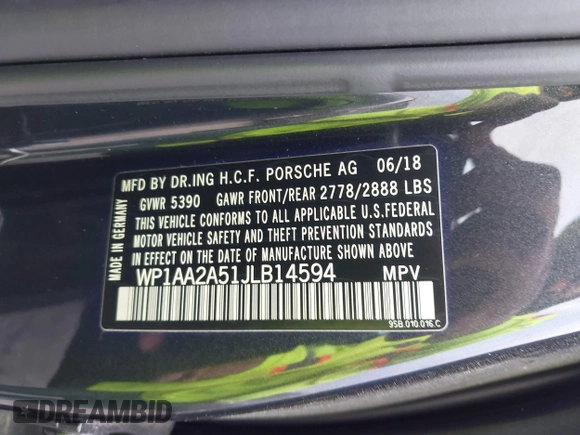 MFD BY DR.ING H.C.F. PORSCHE AG 06/18
GVWR 5390 GAWR FRONT/REAR 2778/2888 LBS
THIS VEHICLE CONFORMS TO ALL APPLICABLE U.S.FEDERAL
MOTOR VEHICLE SAFETY AND THEFT PREVENTION STANDARDS
IN EFFECT ON THE DATE OF MANUFACTURE SHOWN ABOVE.
WP1AA2A51JLB14594 MPV
MADE IN GERMANY
95B.010.016.C
DREAMBID